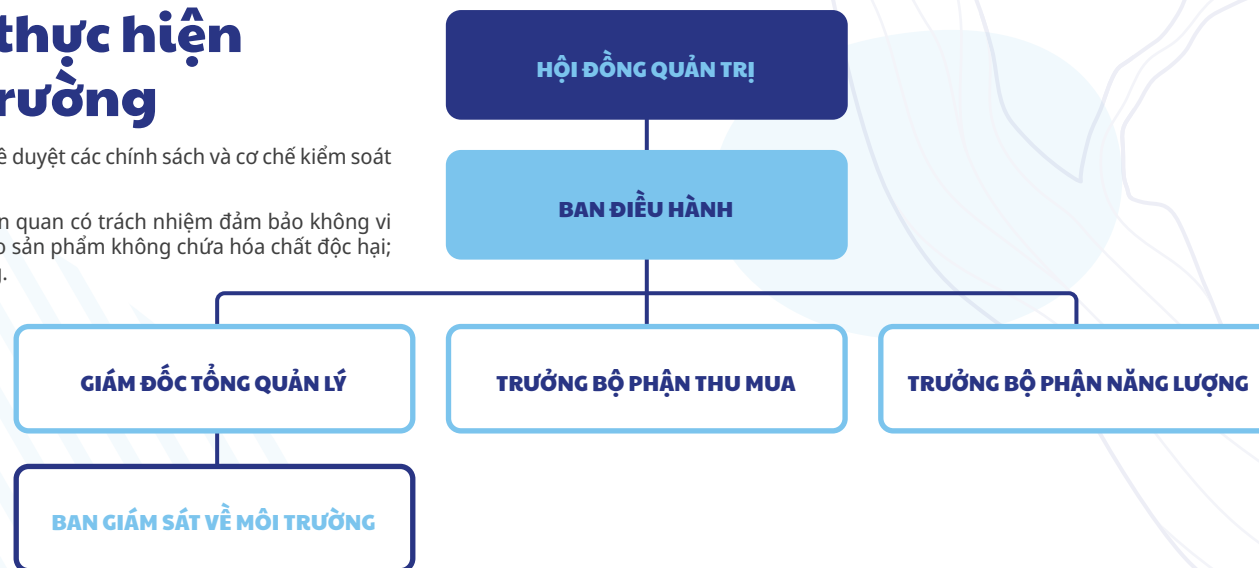 thực hiện
rường
duyệt các chính sách và cơ chế kiểm soát
quan có trách nhiệm đảm bảo không vi
sản phẩm không chứa hóa chất độc hại;
HỘI ĐỒNG QUẢN TRỊ
BAN ĐIỀU HÀNH
GIÁM ĐỐC TỔNG QUẢN LÝ
TRƯỞNG BỘ PHẬN THU MUA
TRƯỞNG BỘ PHẬN NĂNG LƯỢNG
BAN GIÁM SÁT VỀ MÔI TRƯỜNG